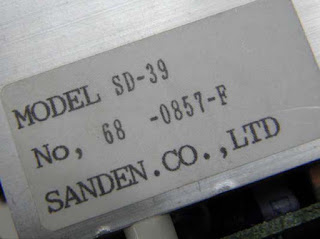 MODEL SD-39
No, 68 -0857-F
SANDEN.CO.,LTD